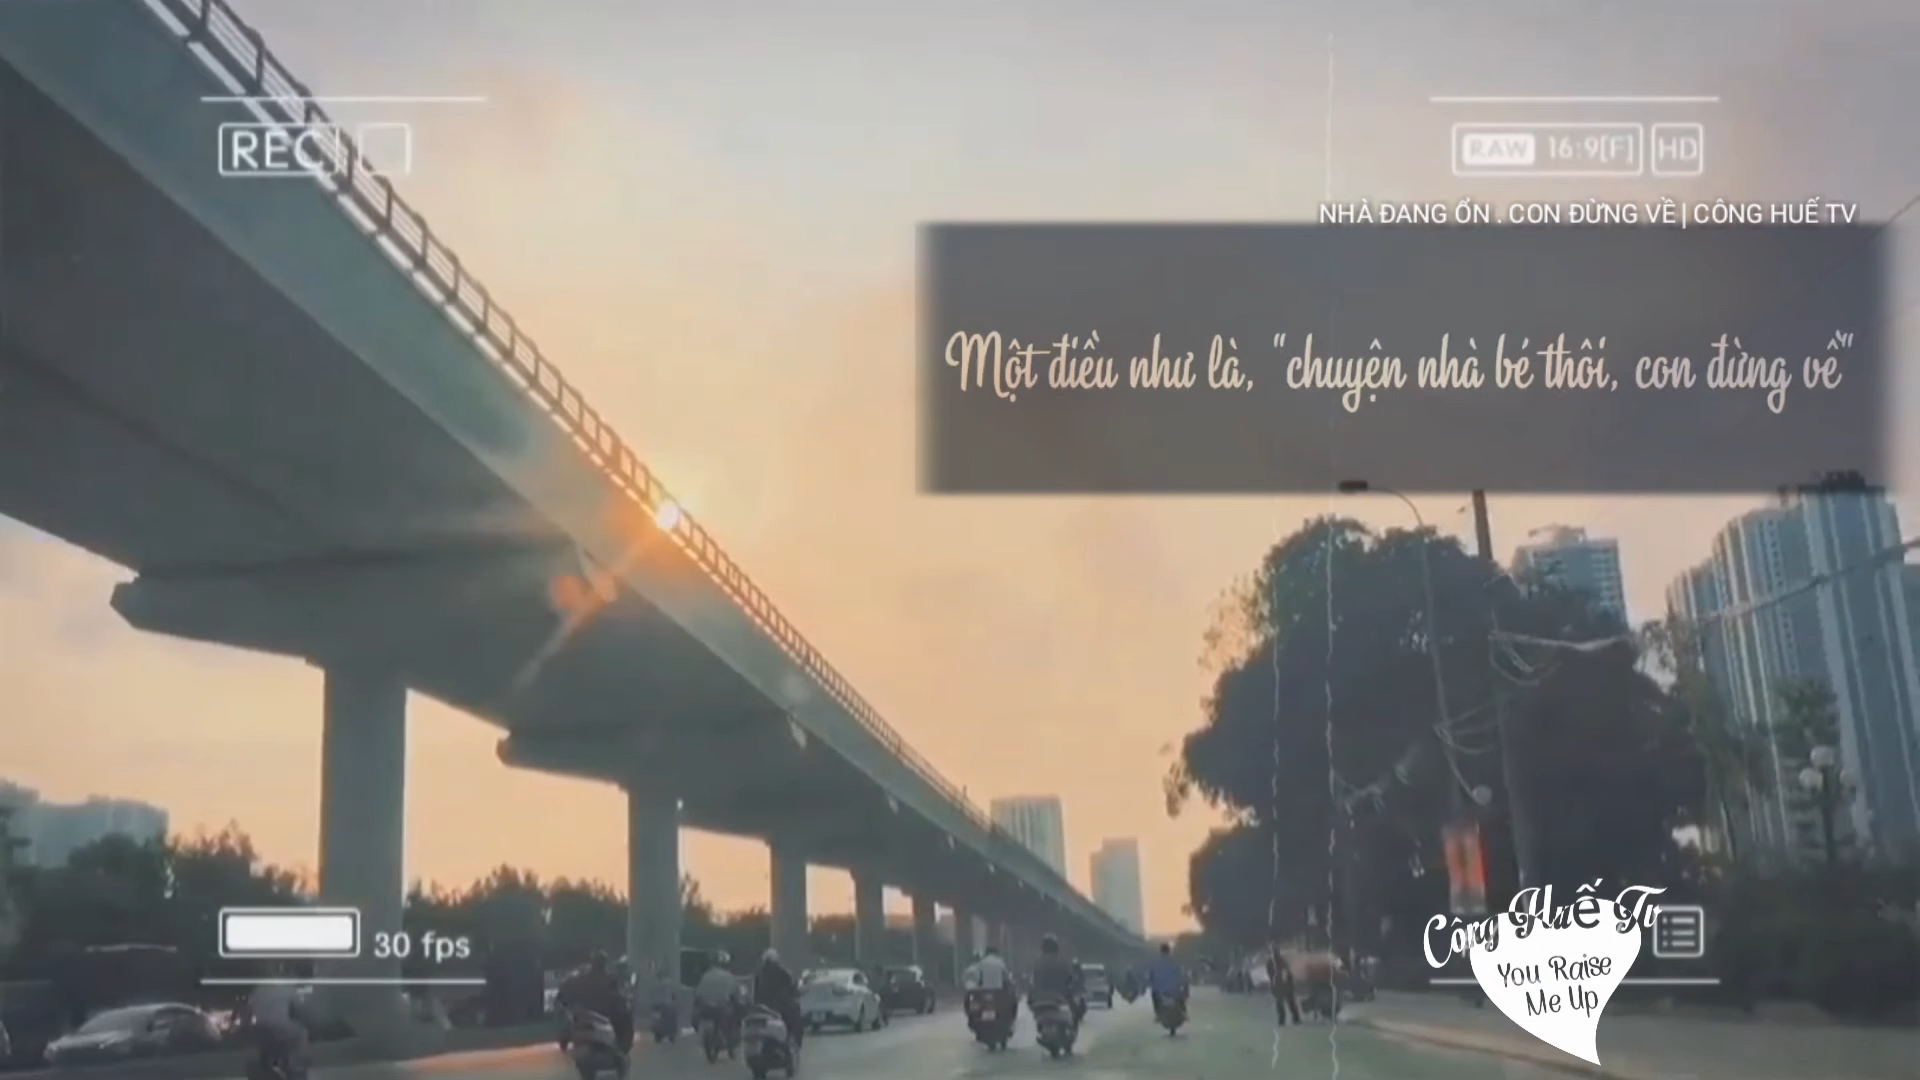 REC
RAW 16:9[F] HD
NHÀ ĐANG ỔN . CON ĐỪNG VỀ | CÔNG HUẾ TV
Một điều như là, "chuyện nhà bé thôi, con đừng về"
30 fps
Công Huế Tv
You Raise
Me Up